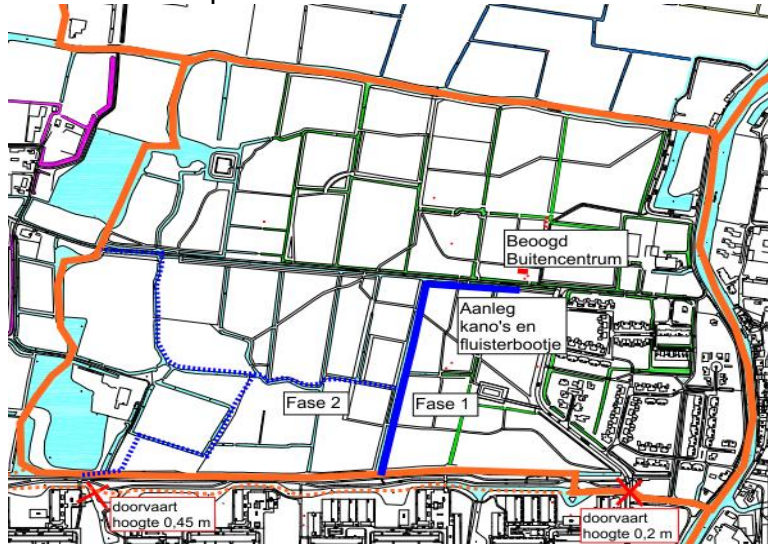 Beoogd
Buitencentrum
Aanleg
kano's en
fluisterbootje
Fase 2
Fase 1
doorvaart
hoogte 0,45 m
doorvaart
hoogte 0,2 m